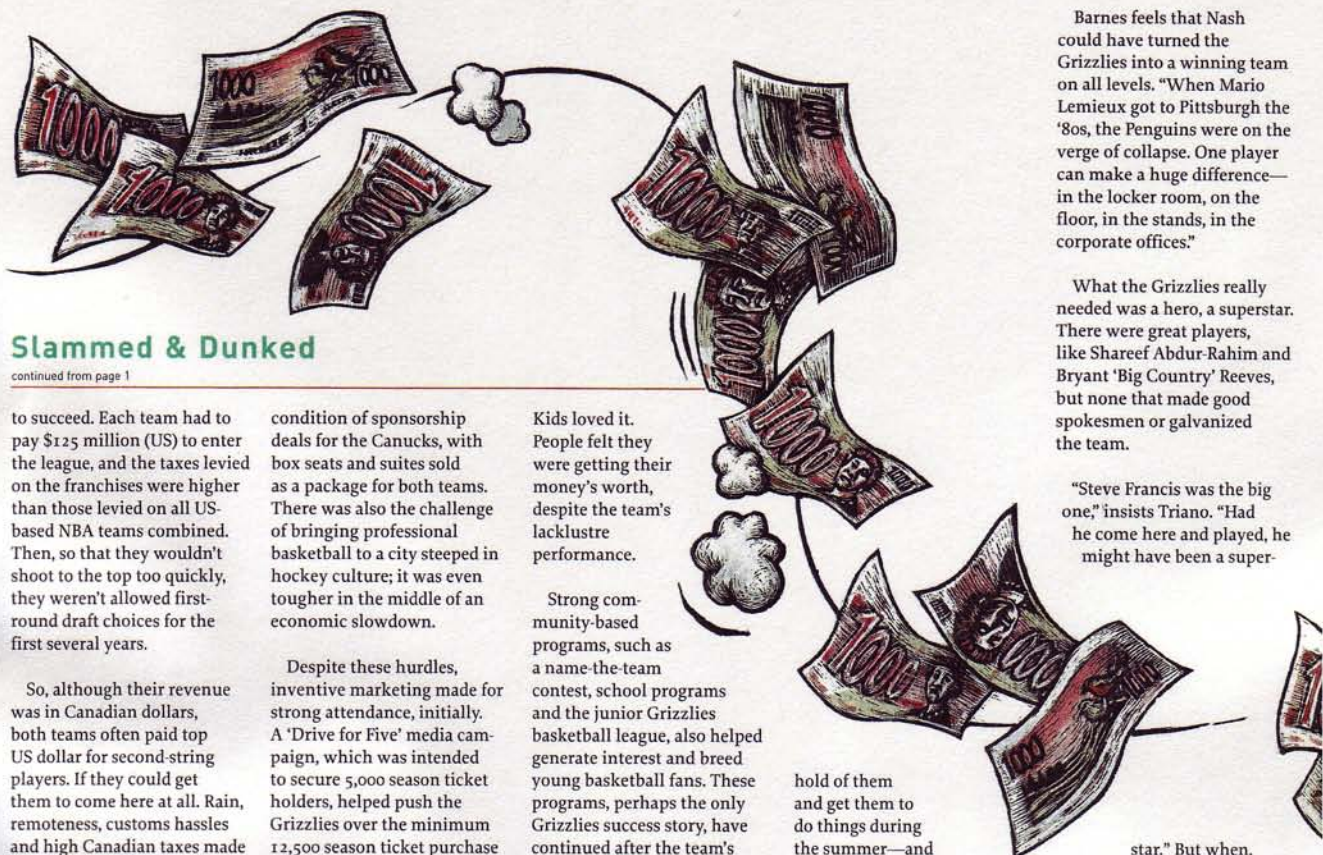 1000
1000
1000
1000
1000
1000
1000
1000
1000
1000
1000
1000
1000
1000
Slammed & Dunked
continued from page 1
to succeed. Each team had to
pay $125 million (US) to enter
the league, and the taxes levied
on the franchises were higher
than those levied on all US-
based NBA teams combined.
Then, so that they wouldn't
shoot to the top too quickly,
they weren't allowed first-
round draft choices for the
first several years.
So, although their revenue
was in Canadian dollars,
both teams often paid top
US dollar for second-string
players. If they could get
them to come here at all. Rain,
remoteness, customs hassles
and high Canadian taxes made
condition of sponsorship
deals for the Canucks, with
box seats and suites sold
as a package for both teams.
There was also the challenge
of bringing professional
basketball to a city steeped in
hockey culture; it was even
tougher in the middle of an
economic slowdown.
Despite these hurdles,
inventive marketing made for
strong attendance, initially.
A 'Drive for Five' media cam-
paign, which was intended
to secure 5,000 season ticket
holders, helped push the
Grizzlies over the minimum
12,500 season ticket purchase
Kids loved it.
People felt they
were getting their
money's worth,
despite the team's
lacklustre
performance.
Strong com-
munity-based
programs, such as
a name-the-team
contest, school programs
and the junior Grizzlies
basketball league, also helped
generate interest and breed
young basketball fans. These
programs, perhaps the only
Grizzlies success story, have
continued after the team's
hold of them
and get them to
do things during
the summer—and
Barnes feels that Nash
could have turned the
Grizzlies into a winning team
on all levels. "When Mario
Lemieux got to Pittsburgh the
'80s, the Penguins were on the
verge of collapse. One player
can make a huge difference—
in the locker room, on the
floor, in the stands, in the
corporate offices."
What the Grizzlies really
needed was a hero, a superstar.
There were great players,
like Shareef Abdur-Rahim and
Bryant 'Big Country' Reeves,
but none that made good
spokesmen or galvanized
the team.
"Steve Francis was the big
one," insists Triano. "Had
he come here and played, he
might have been a super-
star." But when,